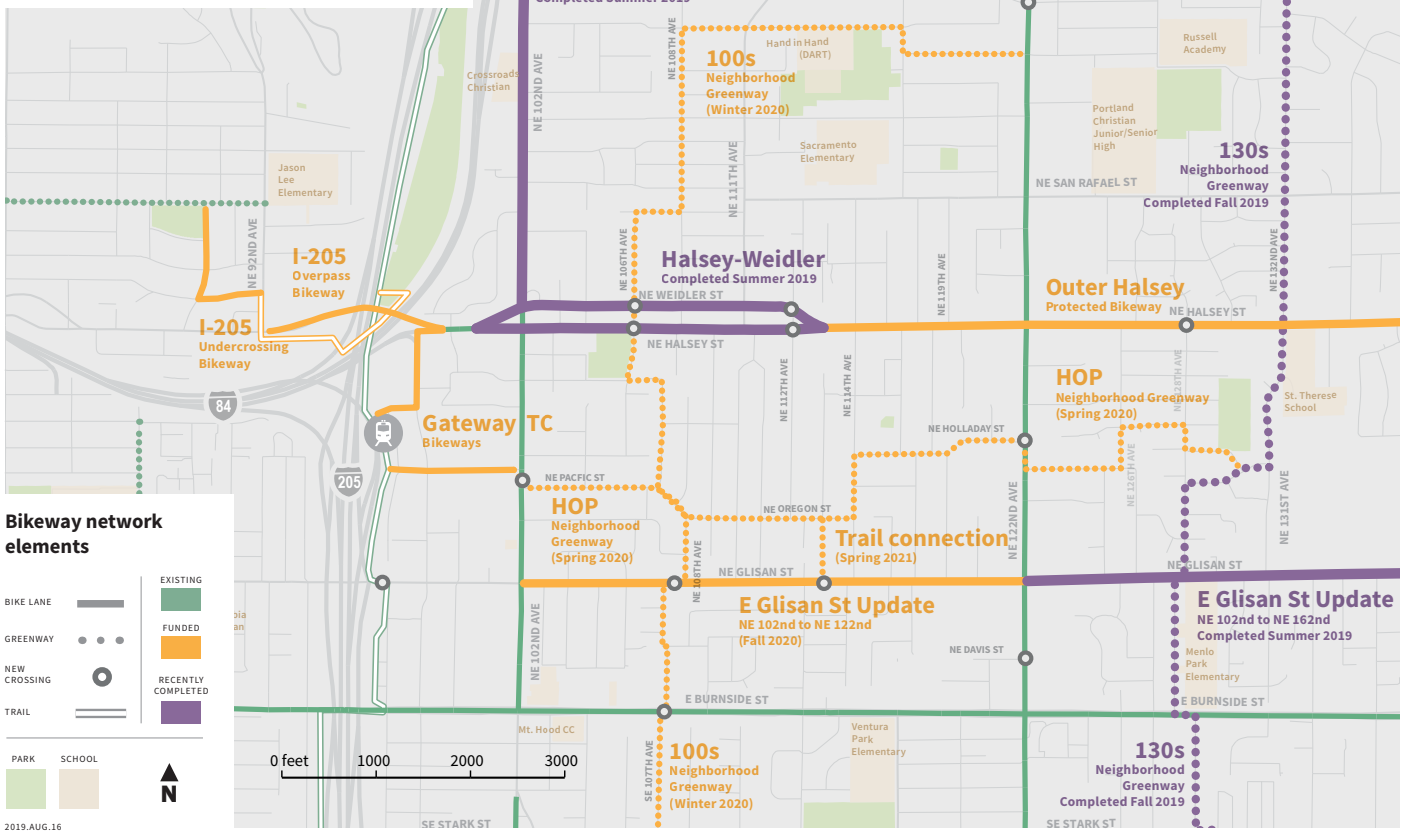 Completed Summer 2019
NE 102ND AVE
NE 108TH AVE
100s
Neighborhood
Greenway
(Winter 2020)
Hand in Hand
(DART)
Russell
Academy
Crossroads
Christian
Portland
Christian
Junior/Senior
High
Sacramento
Elementary
130s
Neighborhood
Greenway
Completed Fall 2019
NE SAN RAFAEL ST
NE 111TH AVE
Jason
Lee
Elementary
NE 92ND AVE
I-205
Overpass
Bikeway
NE 106TH AVE
Halsey-Weidler
Completed Summer 2019
NE WEIDLER ST
NE 119TH AVE
NE 132ND AVE
Outer Halsey
Protected Bikeway
NE HALSEY ST
I-205
Undercrossing
Bikeway
NE HALSEY ST
NE 112TH AVE
NE 114TH AVE
HOP
Neighborhood Greenway
(Spring 2020)
NE 128TH AVE
St. Therese
School
84
Gateway TC
Bikeways
NE HOLLADAY ST
205
NE PACFIC ST
HOP
Neighborhood
Greenway
(Spring 2020)
NE OREGON ST
NE 122ND AVE
NE 126TH AVE
NE 131ST AVE
Trail connection
(Spring 2021)
NE 108TH AVE
NE GLISAN ST
NE GLISAN ST
E Glisan St Update
NE 102nd to NE 122nd
(Fall 2020)
E Glisan St Update
NE 102nd to NE 162nd
Completed Summer 2019
NE 102ND AVE
NE DAVIS ST
Menlo
Park
Elementary
E BURNSIDE ST
E BURNSIDE ST
Mt. Hood CC
Ventura
Park
Elementary
SE 107TH AVE
100s
Neighborhood
Greenway
(Winter 2020)
130s
Neighborhood
Greenway
Completed Fall 2019
SE STARK ST
SE STARK ST
0 feet 1000 2000 3000
Bikeway network
elements
BIKE LANE
GREENWAY
NEW
CROSSING
TRAIL
EXISTING
FUNDED
RECENTLY
COMPLETED
PARK
SCHOOL
N
2019.AUG.16